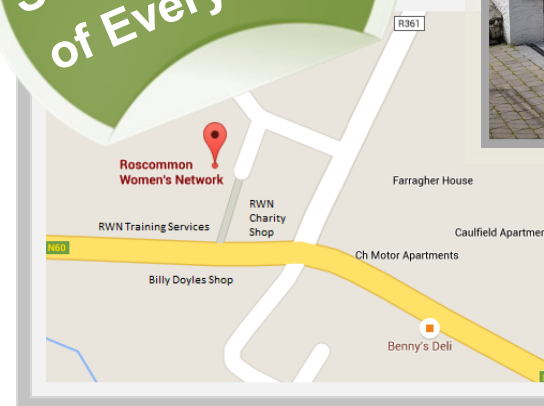 of Every
R361
Roscommon
Women's Network
Farragher House
RWN
Charity
Shop
RWN Training Services
Caulfield Apartmen
N60
Ch Motor Apartments
Billy Doyles Shop
Benny's Deli